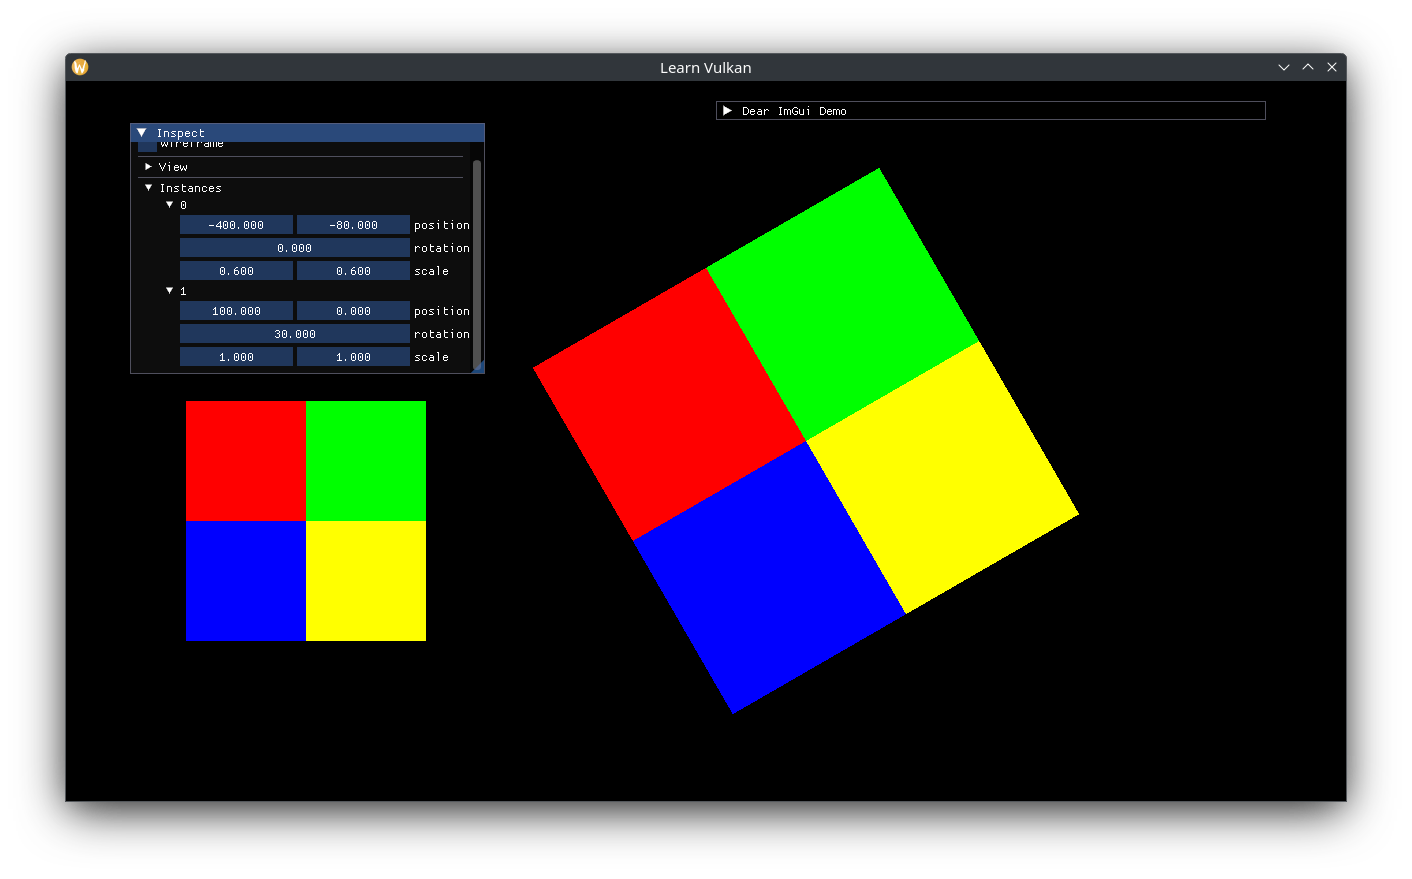 Learn Vulkan
Dear ImGui Demo
Inspect
wireframe
View
Instances
0
-400.000 -80.000 position
0.000 rotation
0.600 0.600 scale
1
100.000 0.000 position
30.000 rotation
1.000 1.000 scale